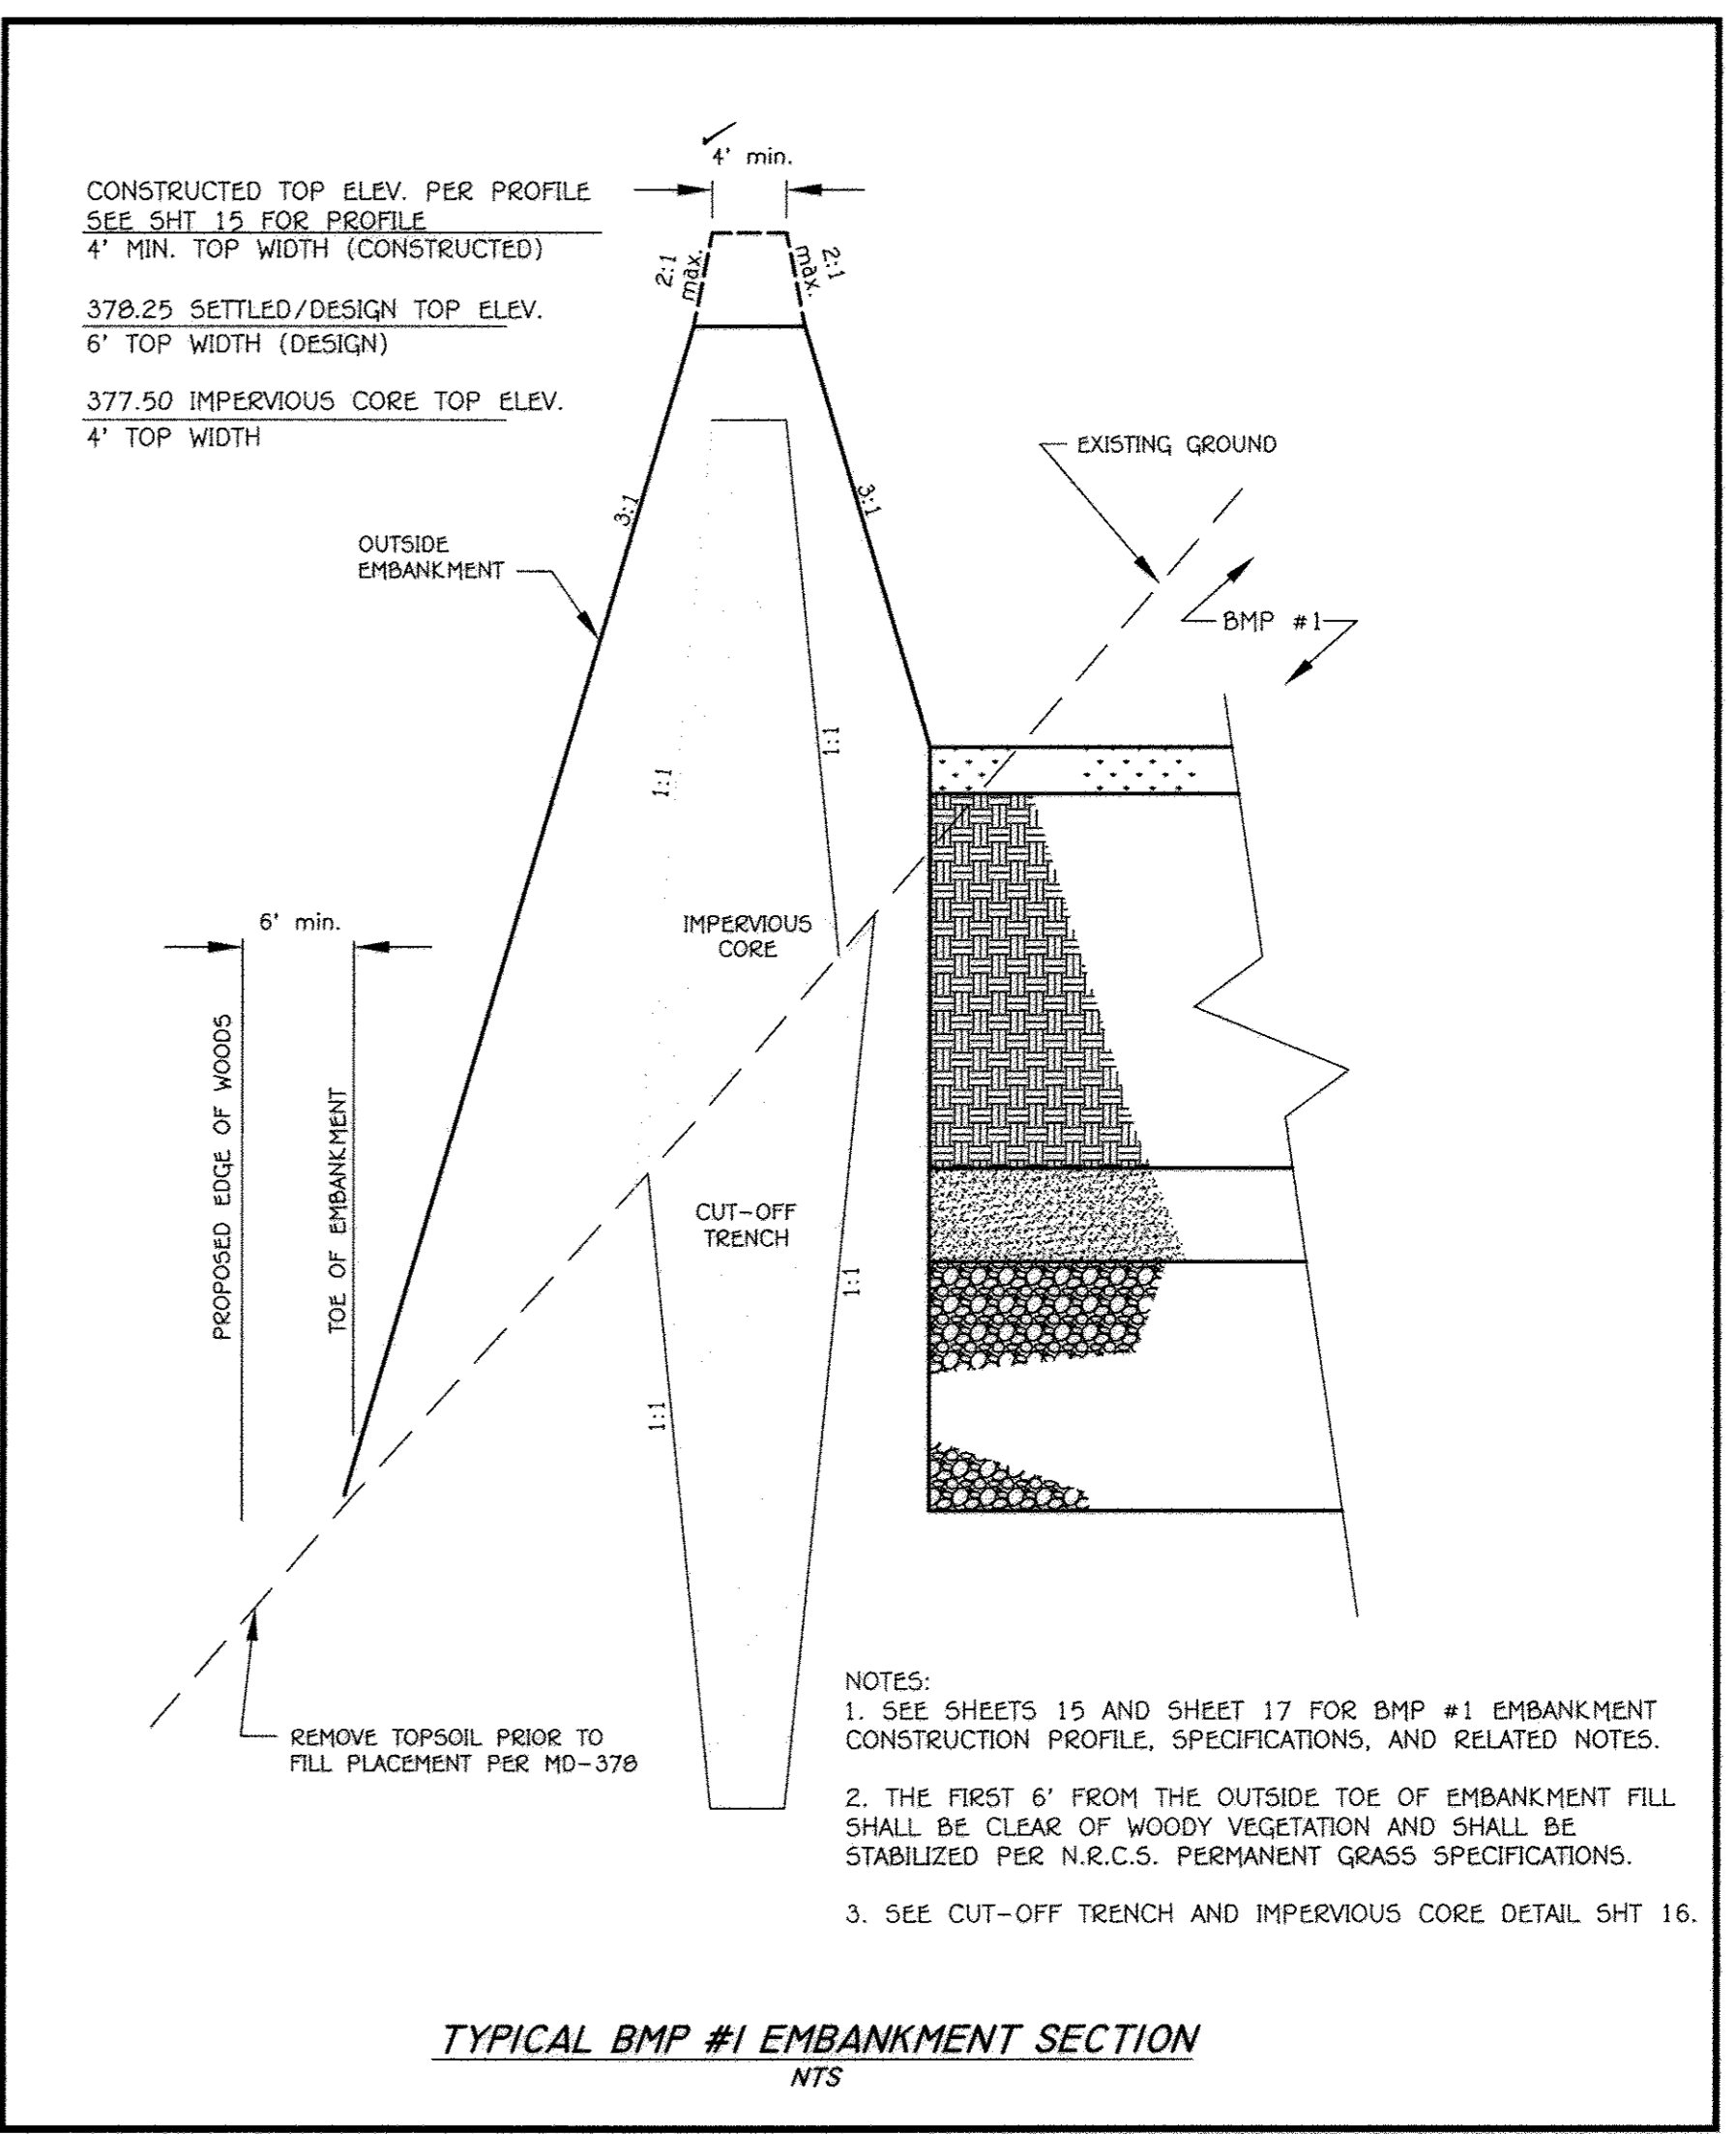 4' min.
CONSTRUCTED TOP ELEV. PER PROFILE
SEE SHT 15 FOR PROFILE
4' MIN. TOP WIDTH (CONSTRUCTED)
2:1
max.
2:1
max.
378.25 SETTLED/DESIGN TOP ELEV.
6' TOP WIDTH (DESIGN)
377.50 IMPERVIOUS CORE TOP ELEV.
4' TOP WIDTH
EXISTING GROUND
3:1
3:1
OUTSIDE
EMBANKMENT
BMP #1
1:1
1:1
6' min.
IMPERVIOUS
CORE
PROPOSED EDGE OF WOODS
TOE OF EMBANKMENT
CUT-OFF
TRENCH
1:1
1:1
REMOVE TOPSOIL PRIOR TO
FILL PLACEMENT PER MD-378
NOTES:
1. SEE SHEETS 15 AND SHEET 17 FOR BMP #1 EMBANKMENT
CONSTRUCTION PROFILE, SPECIFICATIONS, AND RELATED NOTES.
2. THE FIRST 6' FROM THE OUTSIDE TOE OF EMBANKMENT FILL
SHALL BE CLEAR OF WOODY VEGETATION AND SHALL BE
STABILIZED PER N.R.C.S. PERMANENT GRASS SPECIFICATIONS.
3. SEE CUT-OFF TRENCH AND IMPERVIOUS CORE DETAIL SHT 16.
TYPICAL BMP #1 EMBANKMENT SECTION
NTS